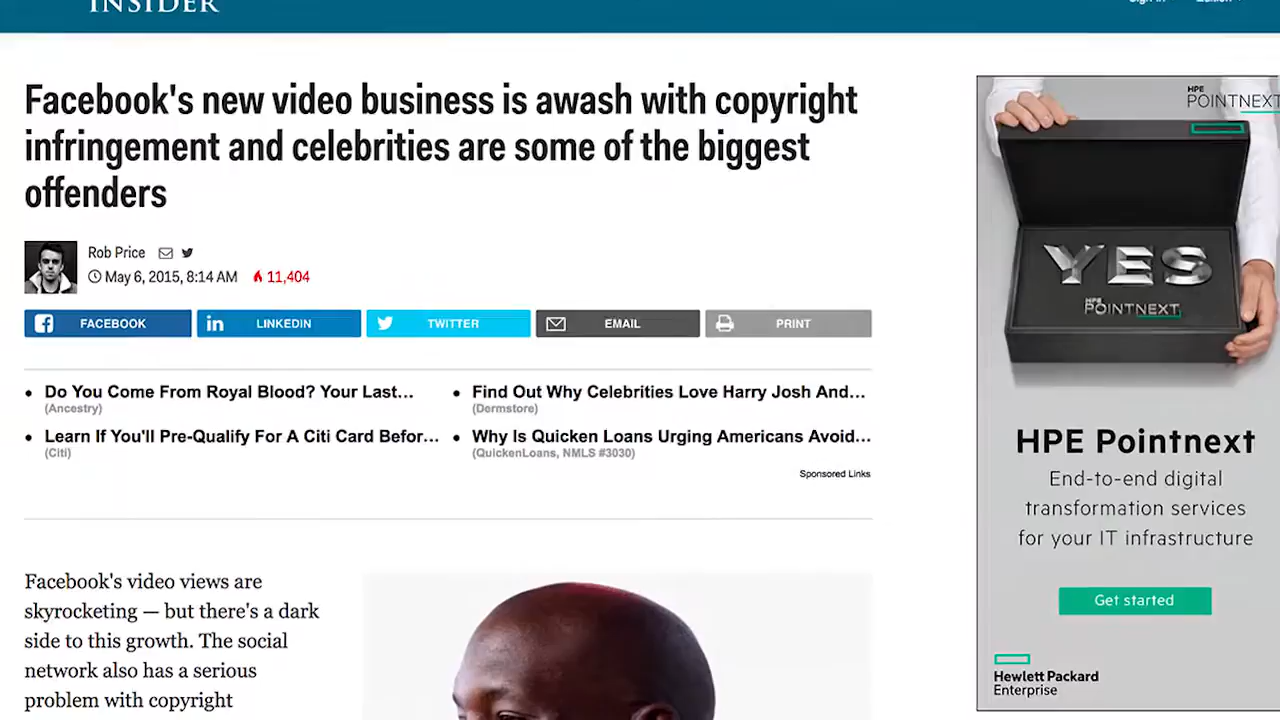 INSIDER
Facebook's new video business is awash with copyright
infringement and celebrities are some of the biggest
offenders
Rob Price
May 6, 2015, 8:14 AM 11,404
FACEBOOK
LINKEDIN
TWITTER
EMAIL
PRINT
Do You Come From Royal Blood? Your Last...
(Ancestry)
Find Out Why Celebrities Love Harry Josh And...
(Dermstore)
Learn If You'll Pre-Qualify For A Citi Card Befor...
(Citi)
Why Is Quicken Loans Urging Americans Avoid...
(QuickenLoans, NMLS #3030)
Sponsored Links
Facebook's video views are
skyrocketing — but there's a dark
side to this growth. The social
network also has a serious
problem with copyright
HPE
POINTNEXT
YES
HPE
POINTNEXT
HPE Pointnext
End-to-end digital
transformation services
for your IT infrastructure
Get started
Hewlett Packard
Enterprise